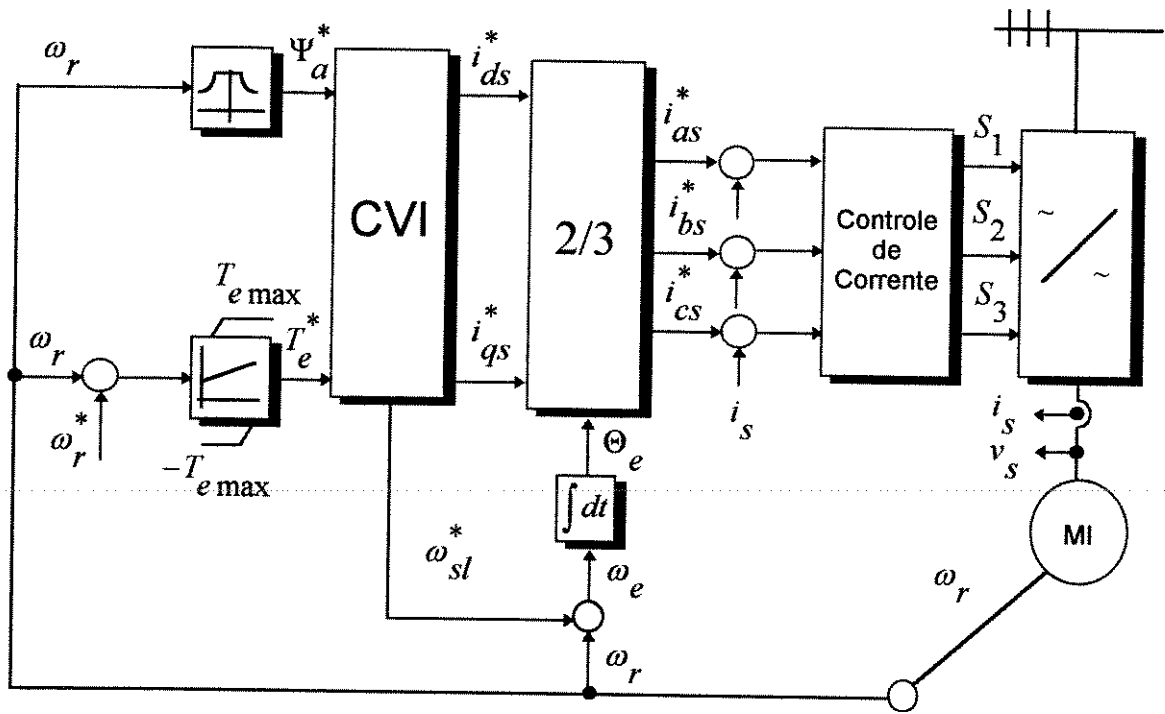 ω_r
Ψ_a^*
CVI
i_ds^*
2/3
i_as^*
i_bs^*
i_cs^*
i_s
Controle
de
Corrente
S_1
S_2
S_3
~
~
T_e max
ω_r
T_e^*
ω_r^*
−T_e max
i_qs^*
Θ_e
∫ dt
ω_sl^*
ω_e
ω_r
i_s
v_s
MI
ω_r